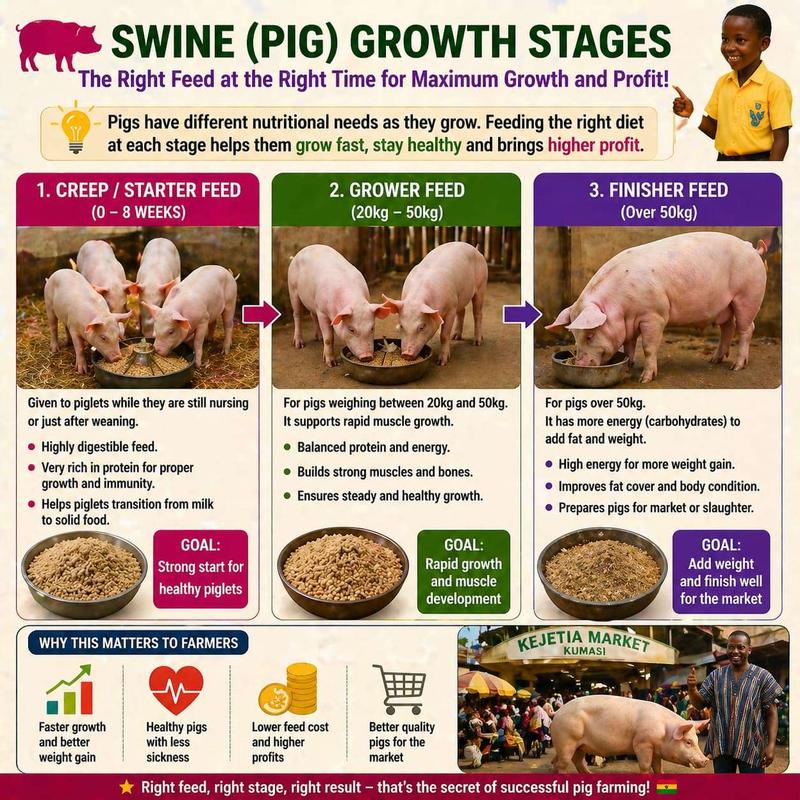 SWINE (PIG) GROWTH STAGES
The Right Feed at the Right Time for Maximum Growth and Profit!
Pigs have different nutritional needs as they grow. Feeding the right diet
at each stage helps them grow fast, stay healthy and brings higher profit.
1. CREEP / STARTER FEED
(0 – 8 WEEKS)
Given to piglets while they are still nursing
or just after weaning.
• Highly digestible feed.
• Very rich in protein for proper
growth and immunity.
• Helps piglets transition from milk
to solid food.
GOAL:
Strong start for
healthy piglets
2. GROWER FEED
(20kg – 50kg)
For pigs weighing between 20kg and 50kg.
It supports rapid muscle growth.
• Balanced protein and energy.
• Builds strong muscles and bones.
• Ensures steady and healthy growth.
GOAL:
Rapid growth
and muscle
development
3. FINISHER FEED
(Over 50kg)
For pigs over 50kg.
It has more energy (carbohydrates) to
add fat and weight.
• High energy for more weight gain.
• Improves fat cover and body condition.
• Prepares pigs for market or slaughter.
GOAL:
Add weight
and finish well
for the market
WHY THIS MATTERS TO FARMERS
Faster growth
and better
weight gain
Healthy pigs
with less
sickness
Lower feed cost
and higher
profits
Better quality
pigs for the
market
KEJETIA MARKET
KUMASI
Right feed, right stage, right result – that's the secret of successful pig farming!